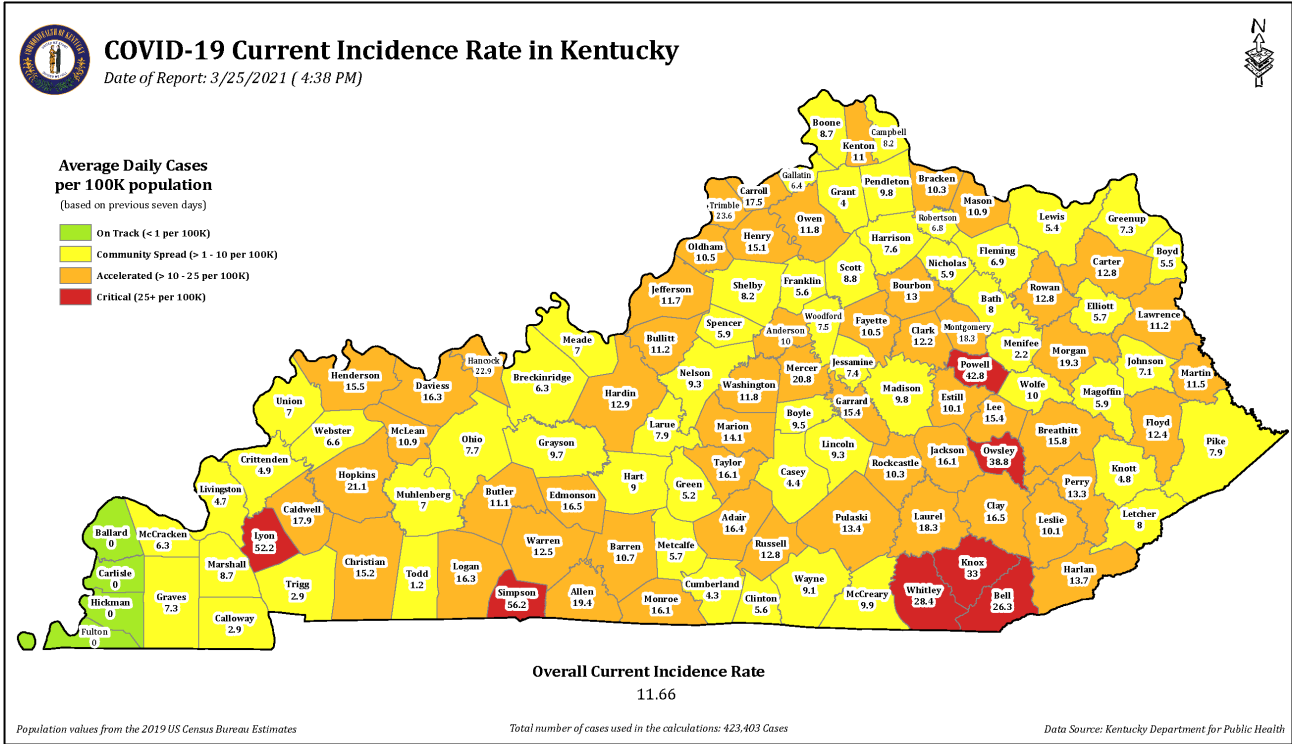 COVID-19 Current Incidence Rate in Kentucky
Date of Report: 3/25/2021 ( 4:38 PM)
N
Average Daily Cases
per 100K population
(based on previous seven days)
On Track (< 1 per 100K)
Community Spread (> 1 - 10 per 100K)
Accelerated (> 10 - 25 per 100K)
Critical (25+ per 100K)
Boone
8.7
Kenton
11
Campbell
8.2
Gallatin
6.4
Carroll
17.5
Trimble
23.6
Grant
4
Pendleton
9.8
Bracken
10.3
Mason
10.9
Robertson
6.8
Owen
11.8
Henry
15.1
Oldham
10.5
Harrison
7.6
Lewis
5.4
Greenup
7.3
Boyd
5.5
Fleming
6.9
Nicholas
5.9
Carter
12.8
Rowan
12.8
Elliott
5.7
Lawrence
11.2
Jefferson
11.7
Shelby
8.2
Franklin
5.6
Scott
8.8
Bourbon
13
Bath
8
Spencer
5.9
Anderson
10
Woodford
7.5
Fayette
10.5
Clark
12.2
Montgomery
18.3
Menifee
2.2
Morgan
19.3
Johnson
7.1
Martin
11.5
Bullitt
11.2
Meade
7
Hancock
22.9
Breckinridge
6.3
Hardin
12.9
Nelson
9.3
Washington
11.8
Mercer
20.8
Jessamine
7.4
Madison
9.8
Powell
42.8
Estill
10.1
Wolfe
10
Magoffin
5.9
Floyd
12.4
Pike
7.9
Lee
15.4
Breathitt
15.8
Garrard
15.4
Boyle
9.5
Marion
14.1
Larue
7.9
Henderson
15.5
Daviess
16.3
Union
7
Webster
6.6
McLean
10.9
Ohio
7.7
Grayson
9.7
Hart
9
Green
5.2
Taylor
16.1
Casey
4.4
Lincoln
9.3
Rockcastle
10.3
Jackson
16.1
Owsley
38.8
Perry
13.3
Knott
4.8
Letcher
8
Crittenden
4.9
Livingston
4.7
Hopkins
21.1
Muhlenberg
7
Butler
11.1
Edmonson
16.5
Caldwell
17.9
Lyon
52.2
Warren
12.5
Barren
10.7
Metcalfe
5.7
Adair
16.4
Russell
12.8
Pulaski
13.4
Laurel
18.3
Clay
16.5
Leslie
10.1
Harlan
13.7
Knox
33
Bell
26.3
Whitley
28.4
McCreary
9.9
Wayne
9.1
Clinton
5.6
Cumberland
4.3
Monroe
16.1
Allen
19.4
Simpson
56.2
Logan
16.3
Todd
1.2
Christian
15.2
Trigg
2.9
Marshall
8.7
Calloway
2.9
Graves
7.3
McCracken
6.3
Ballard
0
Carlisle
0
Hickman
0
Fulton
0
Overall Current Incidence Rate
11.66
Population values from the 2019 US Census Bureau Estimates
Total number of cases used in the calculations: 423,403 Cases
Data Source: Kentucky Department for Public Health